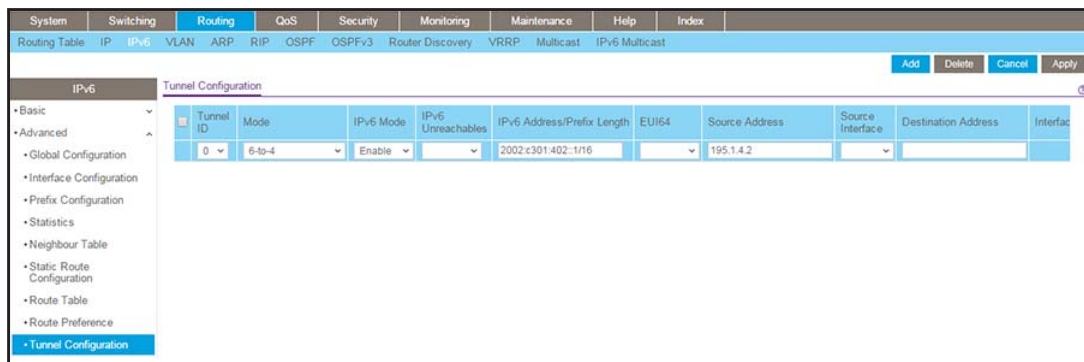 System Switching Routing QoS Security Monitoring Maintenance Help Index
Routing Table IP IPv6 VLAN ARP RIP OSPF OSPFv3 Router Discovery VRRP Multicast IPv6 Multicast
Add Delete Cancel Apply
IPv6
Tunnel Configuration
•Basic
•Advanced
•Global Configuration
•Interface Configuration
•Prefix Configuration
•Statistics
•Neighbour Table
•Static Route
Configuration
•Route Table
•Route Preference
•Tunnel Configuration
Tunnel ID Mode IPv6 Mode IPv6 Unreachables IPv6 Address/Prefix Length EUI64 Source Address Source Interface Destination Address Interfac
0 6-to-4 Enable 2002:c301:402::1/16 195.1.4.2